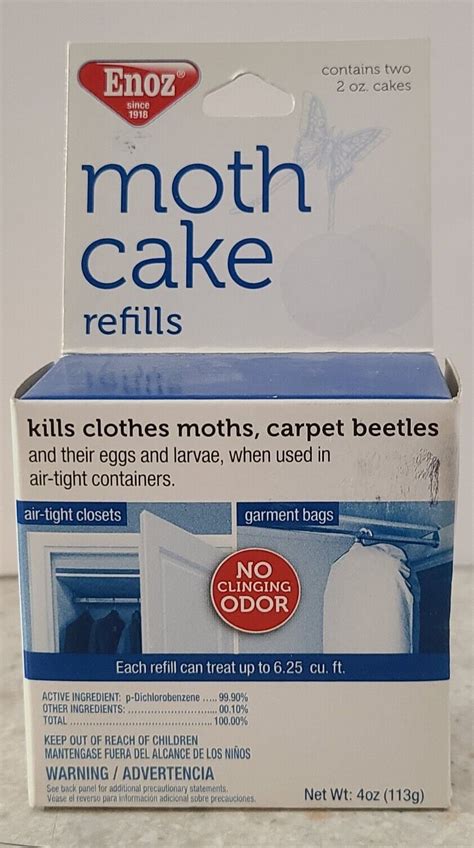 Enoz®
since
1918
contains two
2 oz. cakes
moth
cake
refills
kills clothes moths, carpet beetles
and their eggs and larvae, when used in
air-tight containers.
air-tight closets
garment bags
NO
CLINGING
ODOR
Each refill can treat up to 6.25 cu. ft.
ACTIVE INGREDIENT: p-Dichlorobenzene ..... 99.90%
OTHER INGREDIENTS: ........................ 00.10%
TOTAL ........................................ 100.00%
KEEP OUT OF REACH OF CHILDREN
MANTENGASE FUERA DEL ALCANCE DE LOS NIÑOS
WARNING / ADVERTENCIA
See back panel for additional precautionary statements.
Véase el reverso para información adicional sobre precauciones.
Net Wt: 4oz (113g)